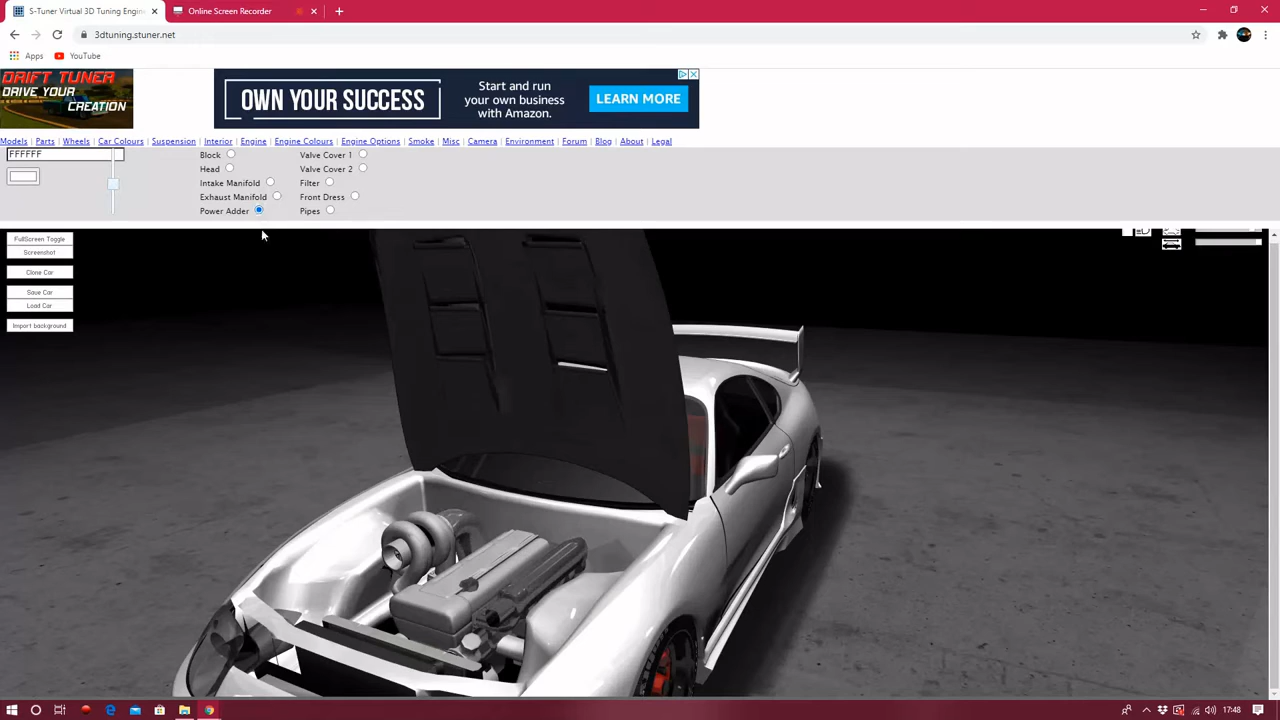 S-Tuner Virtual 3D Tuning Engin
Online Screen Recorder
3dtuning.stuner.net
Apps
YouTube
DRIFT TUNER
DRIVE YOUR
CREATION
OWN YOUR SUCCESS
Start and run
your own business
with Amazon.
LEARN MORE
Models | Parts | Wheels | Car Colours | Suspension | Interior | Engine | Engine Colours | Engine Options | Smoke | Misc | Camera | Environment | Forum | Blog | About | Legal
FFFFFF
Block
Valve Cover 1
Head
Valve Cover 2
Intake Manifold
Filter
Exhaust Manifold
Front Dress
Power Adder
Pipes
FullScreen Toggle
Screenshot
Clone Car
Save Car
Load Car
Import background
17:48